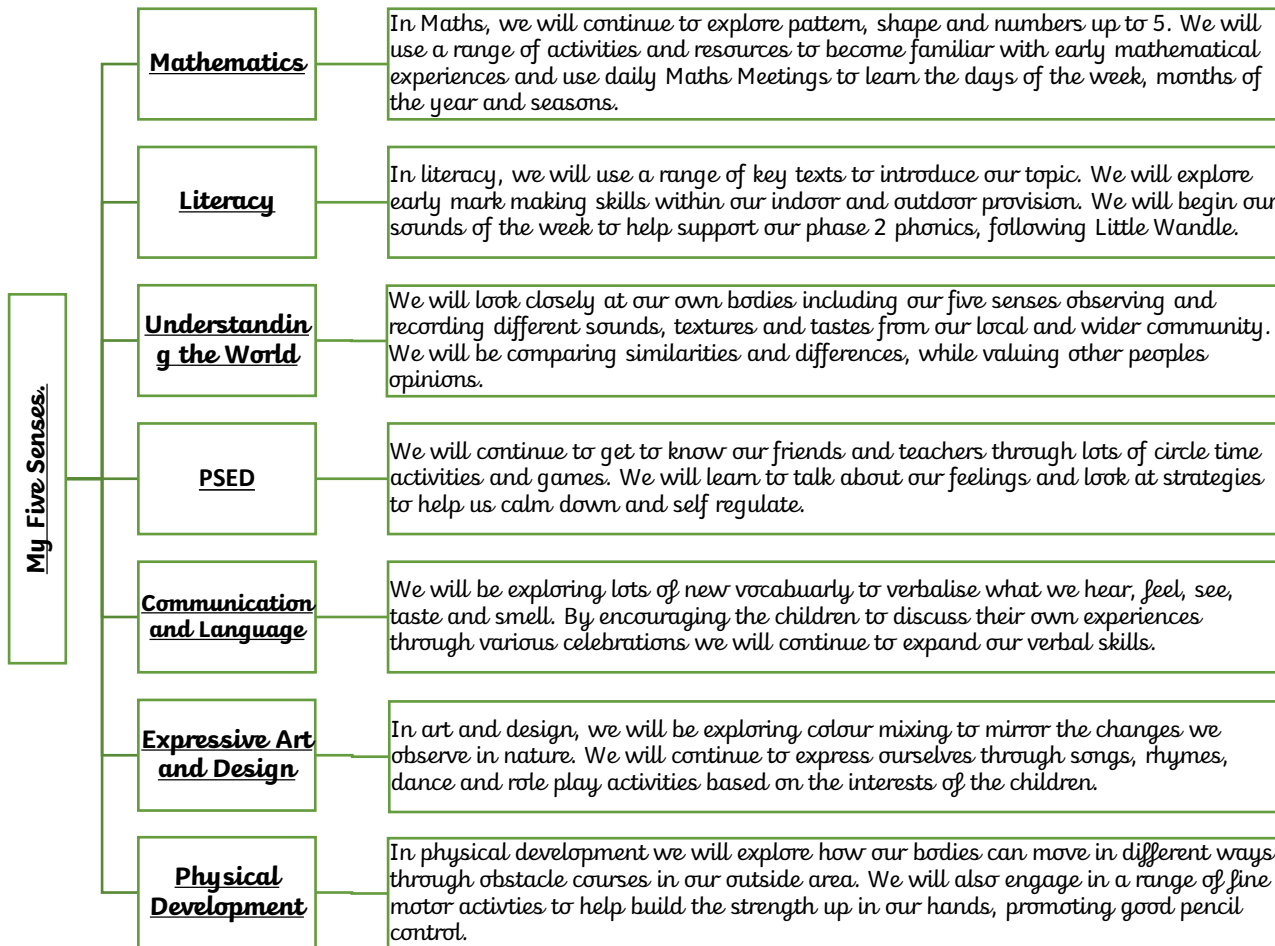 My Five Senses.
Mathematics
In Maths, we will continue to explore pattern, shape and numbers up to 5. We will
use a range of activities and resources to become familiar with early mathematical
experiences and use daily Maths Meetings to learn the days of the week, months of
the year and seasons.
Literacy
In literacy, we will use a range of key texts to introduce our topic. We will explore
early mark making skills within our indoor and outdoor provision. We will begin our
sounds of the week to help support our phase 2 phonics, following Little Wandle.
Understandin
g the World
We will look closely at our own bodies including our five senses observing and
recording different sounds, textures and tastes from our local and wider community.
We will be comparing similarities and differences, while valuing other peoples
opinions.
PSED
We will continue to get to know our friends and teachers through lots of circle time
activities and games. We will learn to talk about our feelings and look at strategies
to help us calm down and self regulate.
Communication
and Language
We will be exploring lots of new vocabuarly to verbalise what we hear, feel, see,
taste and smell. By encouraging the children to discuss their own experiences
through various celebrations we will continue to expand our verbal skills.
Expressive Art
and Design
In art and design, we will be exploring colour mixing to mirror the changes we
observe in nature. We will continue to express ourselves through songs, rhymes,
dance and role play activities based on the interests of the children.
Physical
Development
In physical development we will explore how our bodies can move in different ways
through obstacle courses in our outside area. We will also engage in a range of fine
motor activties to help build the strength up in our hands, promoting good pencil
control.